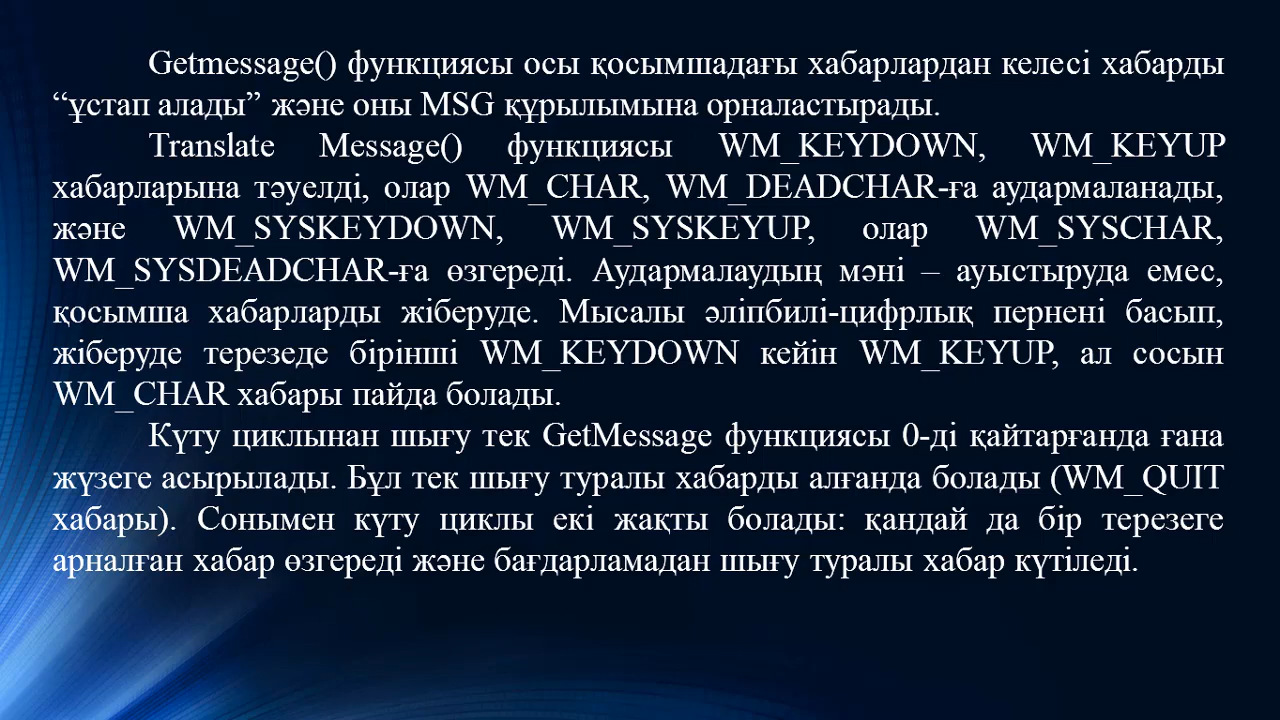 Getmessage() функциясы осы қосымшадағы хабарлардан келесі хабарды
“ұстап алады” және оны MSG құрылымына орналастырады.
Translate Message() функциясы WM_KEYDOWN, WM_KEYUP
хабарларына тәуелді, олар WM_CHAR, WM_DEADCHAR-ға аудармаланады,
және WM_SYSKEYDOWN, WM_SYSKEYUP, олар WM_SYSCHAR,
WM_SYSDEADCHAR-ға өзгереді. Аудармалаудың мәні – ауыстыруда емес,
қосымша хабарларды жіберуде. Мысалы әліпбилі-цифрлық пернені басып,
жіберуде терезеде бірінші WM_KEYDOWN кейін WM_KEYUP, ал сосын
WM_CHAR хабары пайда болады.
Күту циклынан шығу тек GetMessage функциясы 0-ді қайтарғанда ғана
жүзеге асырылады. Бұл тек шығу туралы хабарды алғанда болады (WM_QUIT
хабары). Сонымен күту циклы екі жақты болады: қандай да бір терезеге
арналған хабар өзгереді және бағдарламадан шығу туралы хабар күтіледі.